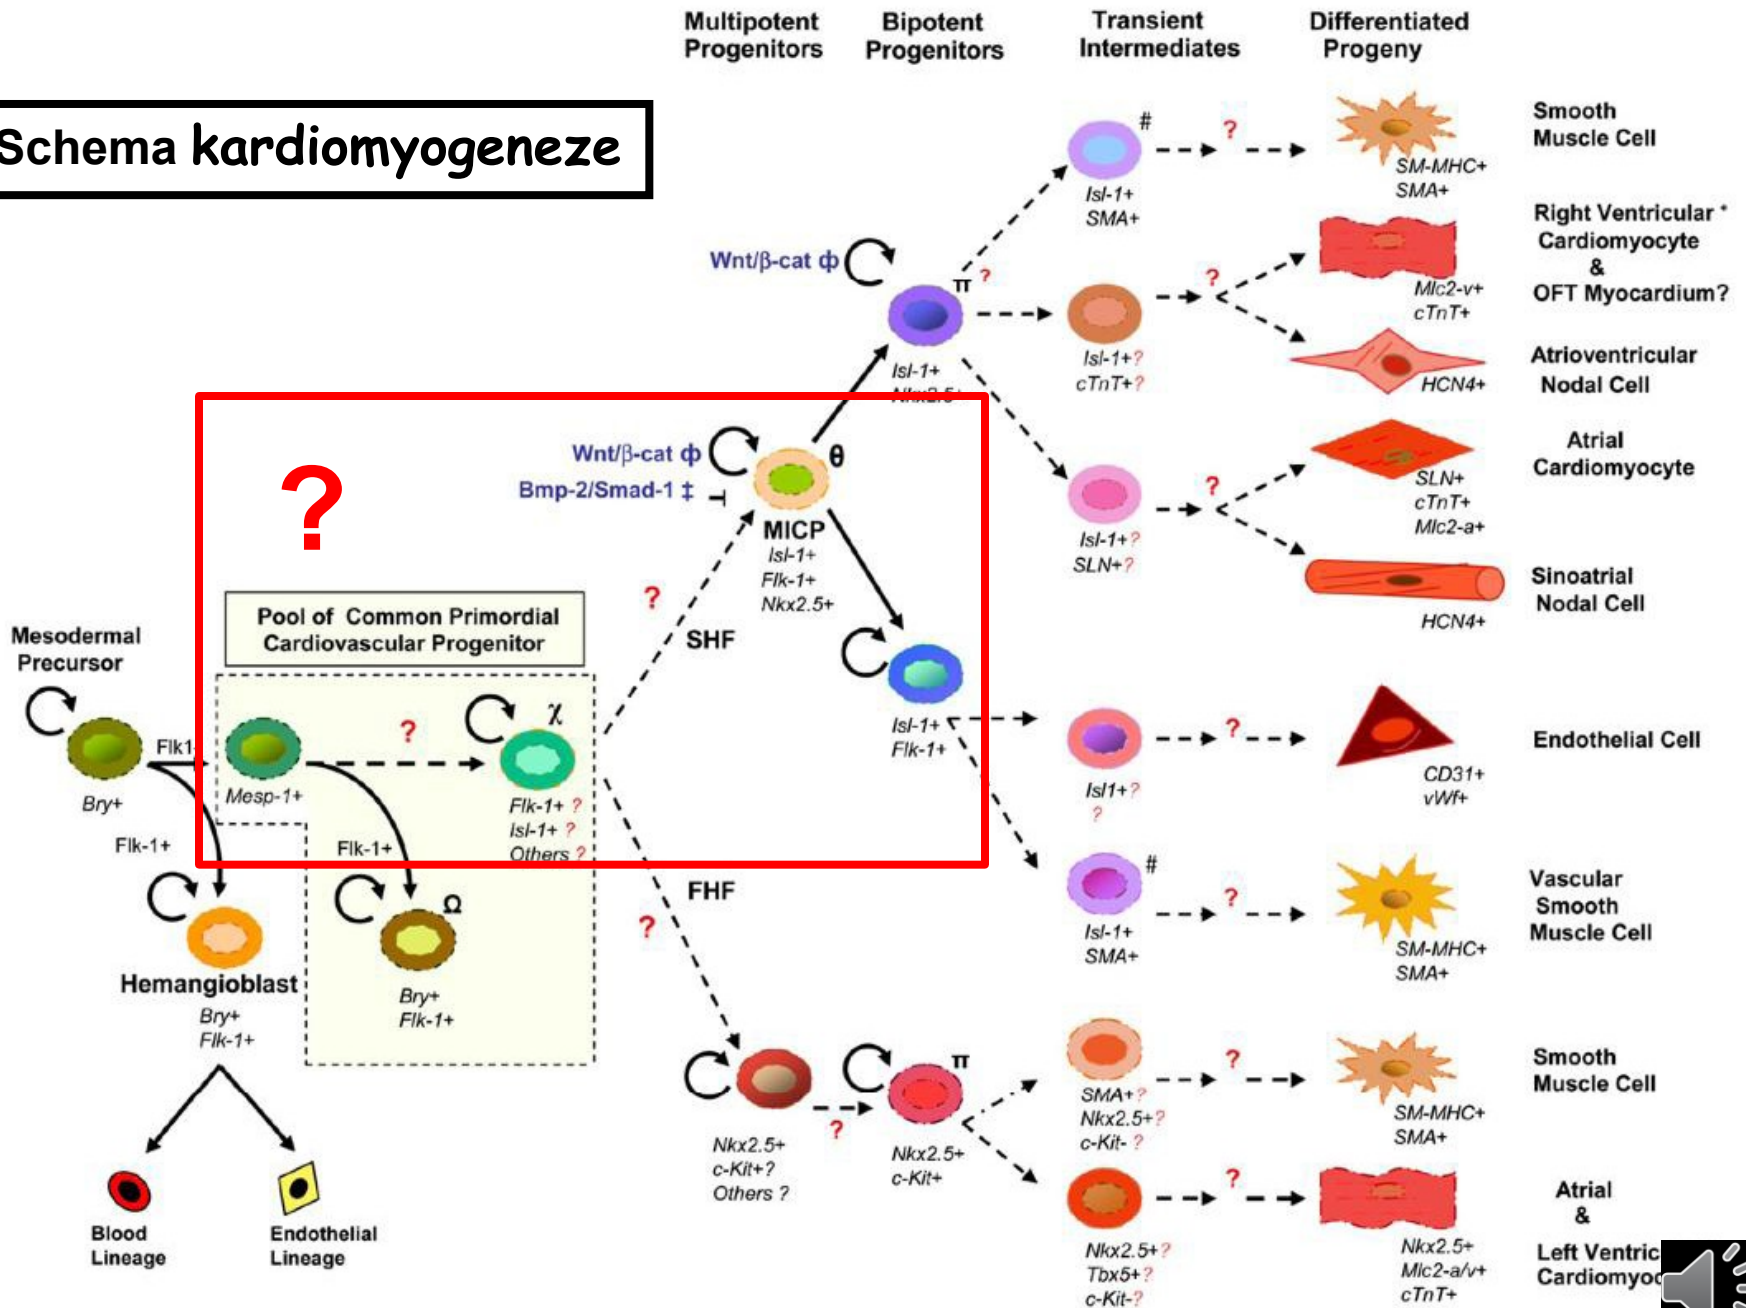 Multipotent
Progenitors
Bipotent
Progenitors
Transient
Intermediates
Differentiated
Progeny
Schema kardiomyogeneze
#
?
SM-MHC+
SMA+
Smooth
Muscle Cell
Isl-1+
SMA+
Wnt/β-cat ф
π ?
Isl-1+
Nkx2.5+
Isl-1+?
cTnT+?
?
Mlc2-v+
cTnT+
Right Ventricular *
Cardiomyocyte
&
OFT Myocardium?
HCN4+
Atrioventricular
Nodal Cell
?
Wnt/β-cat ф
Bmp-2/Smad-1 ‡
θ
MICP
Isl-1+
Flk-1+
Nkx2.5+
Isl-1+?
SLN+?
?
SLN+
cTnT+
Mlc2-a+
Atrial
Cardiomyocyte
HCN4+
Sinoatrial
Nodal Cell
Pool of Common Primordial
Cardiovascular Progenitor
?
SHF
Mesodermal
Precursor
Bry+
Flk1
Mesp-1+
?
χ
Flk-1+ ?
Isl-1+ ?
Others ?
Isl-1+
Flk-1+
Isl1+?
?
?
CD31+
vWf+
Endothelial Cell
Flk-1+
Flk-1+
Hemangioblast
Bry+
Flk-1+
Ω
Bry+
Flk-1+
FHF
?
#
Isl-1+
SMA+
?
SM-MHC+
SMA+
Vascular
Smooth
Muscle Cell
Blood
Lineage
Endothelial
Lineage
Nkx2.5+
c-Kit+?
Others ?
?
π
Nkx2.5+
c-Kit+
SMA+?
Nkx2.5+?
c-Kit- ?
?
SM-MHC+
SMA+
Smooth
Muscle Cell
Nkx2.5+?
Tbx5+?
c-Kit-?
?
Nkx2.5+
Mlc2-a/v+
cTnT+
Atrial
&
Left Ventric
Cardiomyo